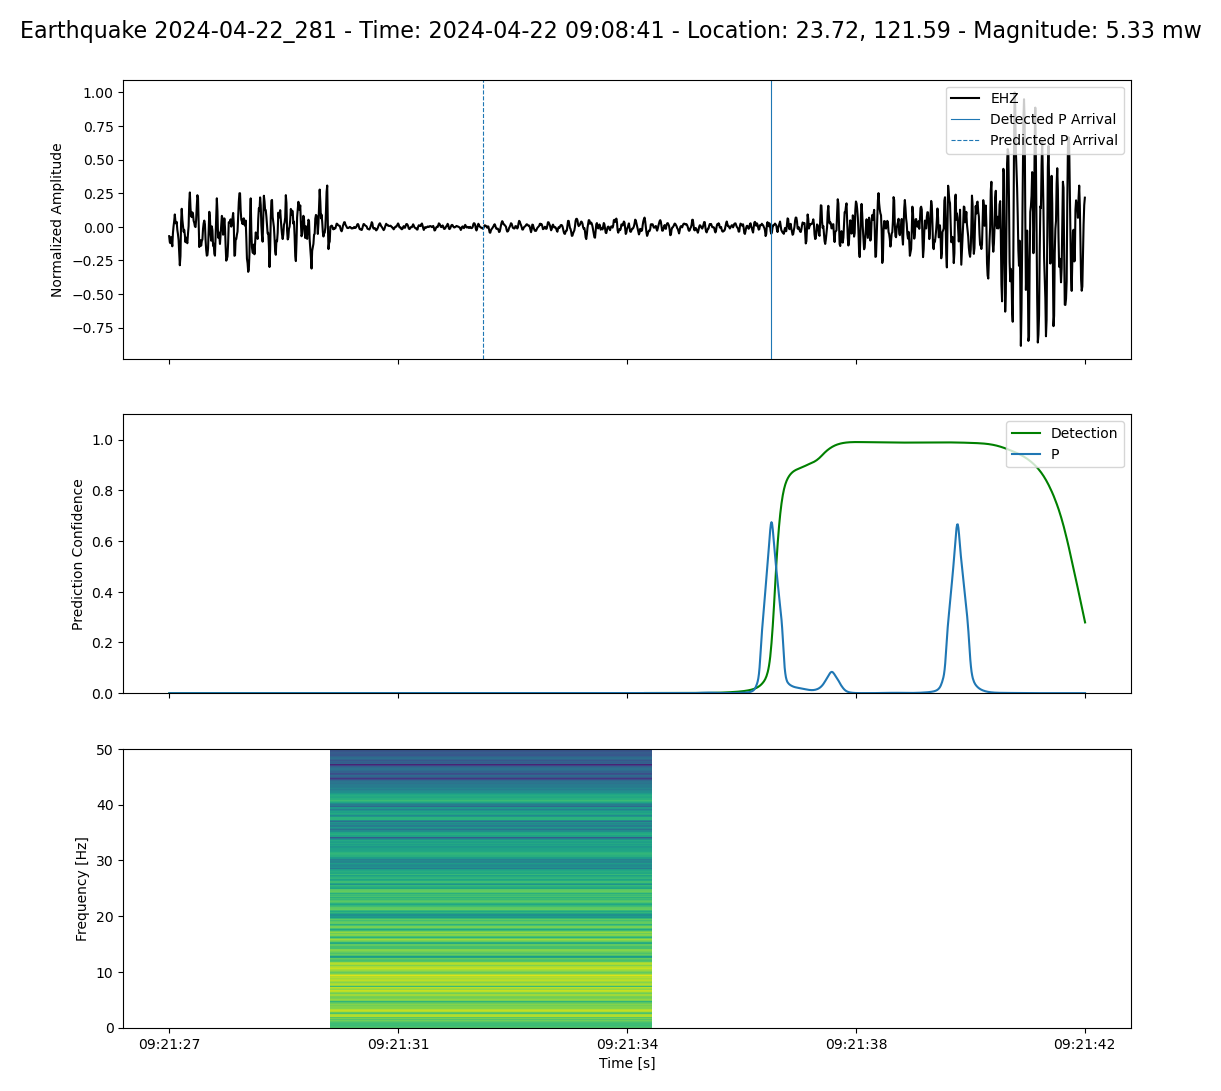 Earthquake 2024-04-22_281 - Time: 2024-04-22 09:08:41 - Location: 23.72, 121.59 - Magnitude: 5.33 mw
Normalized Amplitude
1.00
0.75
0.50
0.25
0.00
−0.25
−0.50
−0.75
EHZ
Detected P Arrival
Predicted P Arrival
Prediction Confidence
1.0
0.8
0.6
0.4
0.2
0.0
Detection
P
Frequency [Hz]
50
40
30
20
10
0
09:21:27 09:21:31 09:21:34 09:21:38 09:21:42
Time [s]